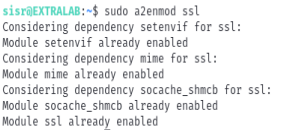 sisr@EXTRALAB:~$ sudo a2enmod ssl
Considering dependency setenvif for ssl:
Module setenvif already enabled
Considering dependency mime for ssl:
Module mime already enabled
Considering dependency socache_shmcb for ssl:
Module socache_shmcb already enabled
Module ssl already enabled